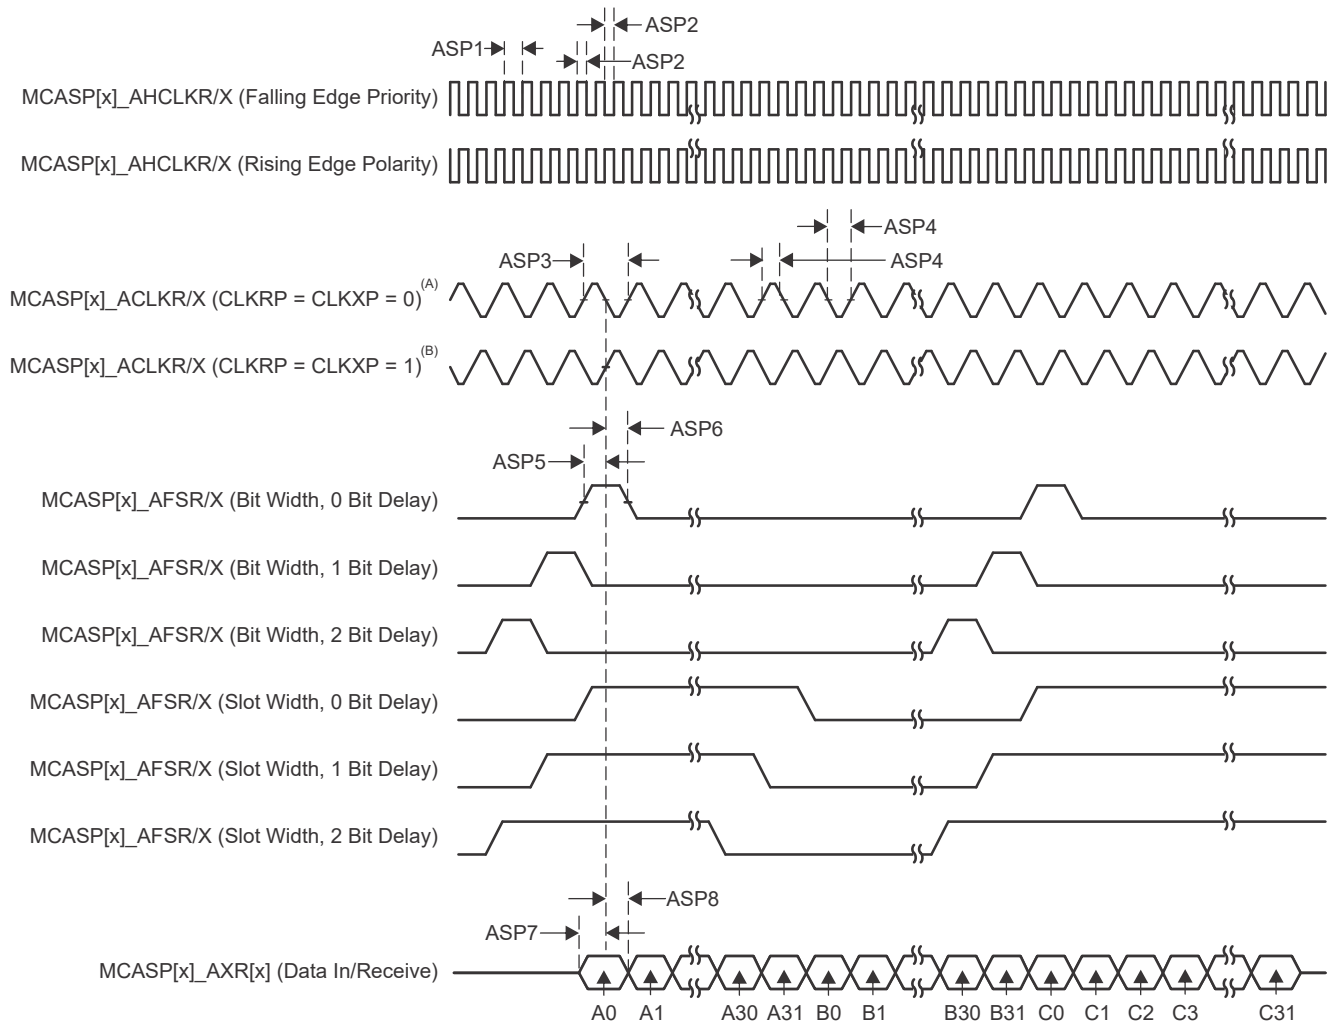 ASP2
ASP1
ASP2
MCASP[x]_AHCLKR/X (Falling Edge Priority)
MCASP[x]_AHCLKR/X (Rising Edge Polarity)
ASP4
ASP3
ASP4
MCASP[x]_ACLKR/X (CLKRP = CLKXP = 0)(A)
MCASP[x]_ACLKR/X (CLKRP = CLKXP = 1)(B)
ASP6
ASP5
MCASP[x]_AFSR/X (Bit Width, 0 Bit Delay)
MCASP[x]_AFSR/X (Bit Width, 1 Bit Delay)
MCASP[x]_AFSR/X (Bit Width, 2 Bit Delay)
MCASP[x]_AFSR/X (Slot Width, 0 Bit Delay)
MCASP[x]_AFSR/X (Slot Width, 1 Bit Delay)
MCASP[x]_AFSR/X (Slot Width, 2 Bit Delay)
ASP8
ASP7
MCASP[x]_AXR[x] (Data In/Receive)
A0 A1 A30 A31 B0 B1 B30 B31 C0 C1 C2 C3 C31